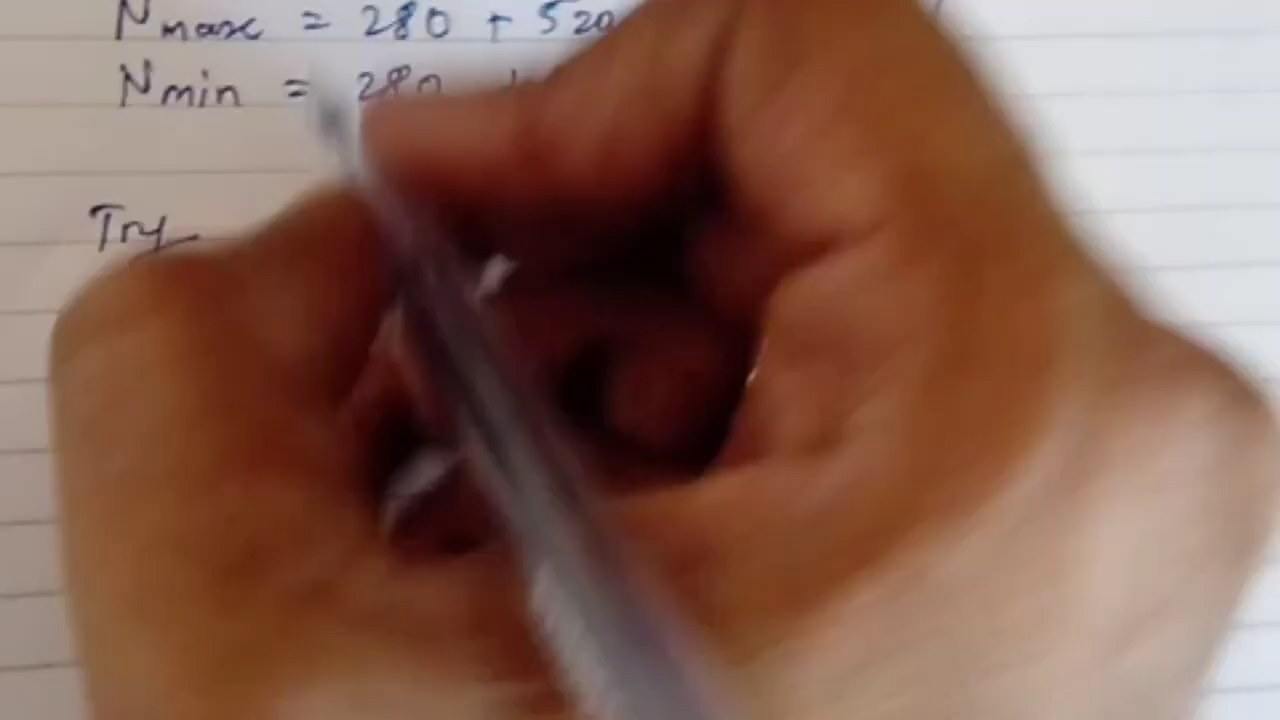 Nmax = 280 + 520
Nmin = 280 +
Try